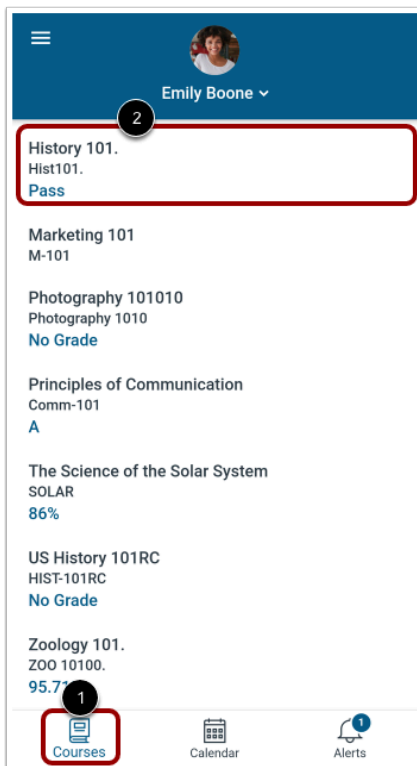 Emily Boone
2
History 101.
Hist101.
Pass
Marketing 101
M-101
Photography 101010
Photography 1010
No Grade
Principles of Communication
Comm-101
A
The Science of the Solar System
SOLAR
86%
US History 101RC
HIST-101RC
No Grade
Zoology 101.
ZOO 10100.
1
1
Courses
Calendar
Alerts